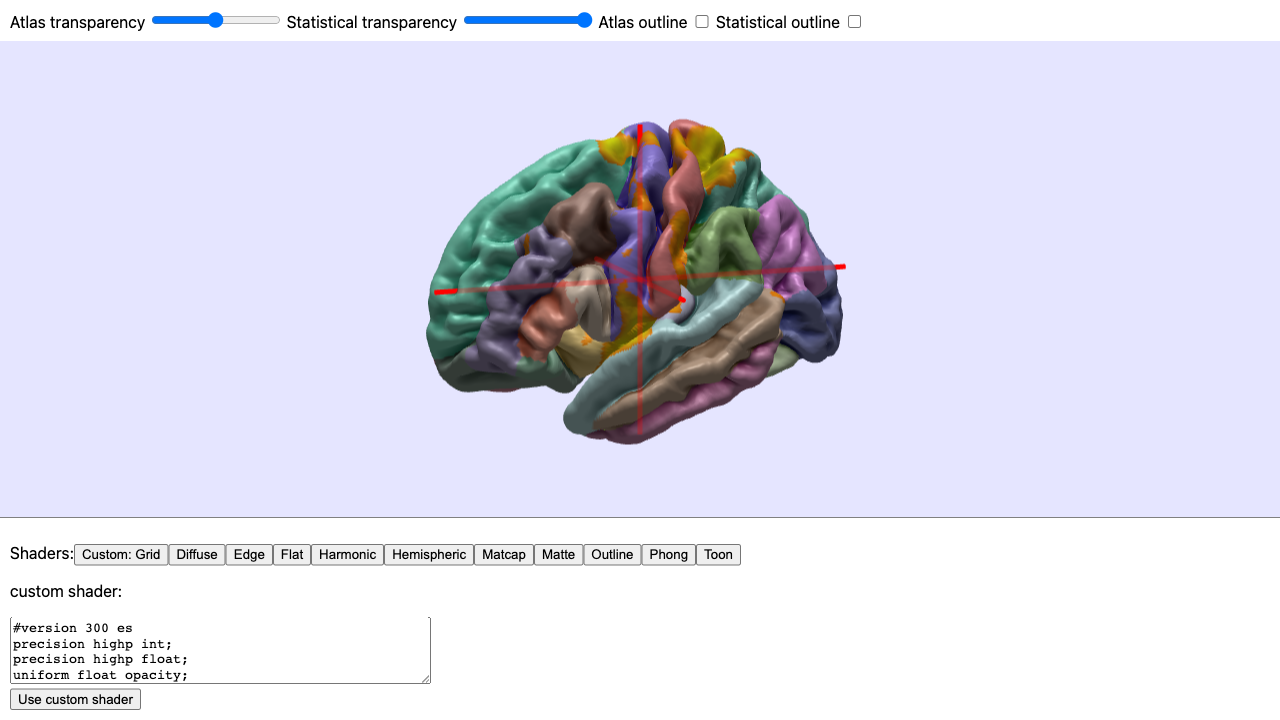 Atlas transparency Statistical transparency Atlas outline Statistical outline
Shaders: Custom: Grid Diffuse Edge Flat Harmonic Hemispheric Matcap Matte Outline Phong Toon
custom shader:
#version 300 es
precision highp int;
precision highp float;
uniform float opacity;
Use custom shader